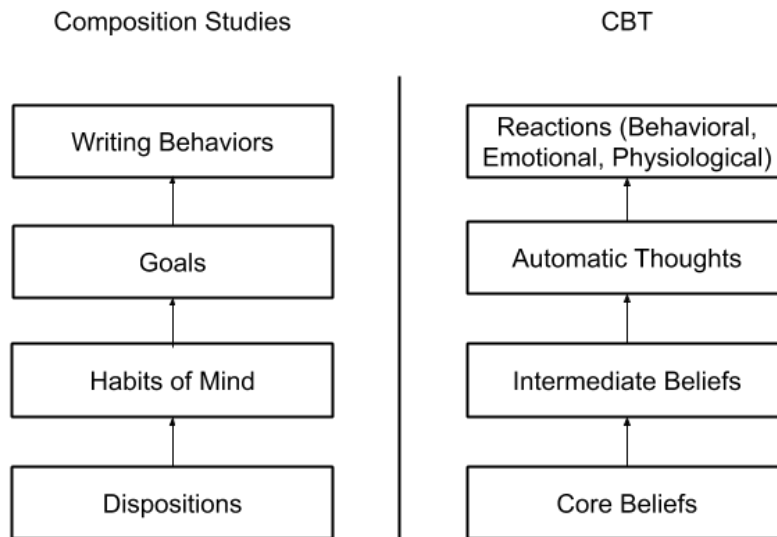 Composition Studies
Writing Behaviors
Goals
Habits of Mind
Dispositions
CBT
Reactions (Behavioral,
Emotional, Physiological)
Automatic Thoughts
Intermediate Beliefs
Core Beliefs